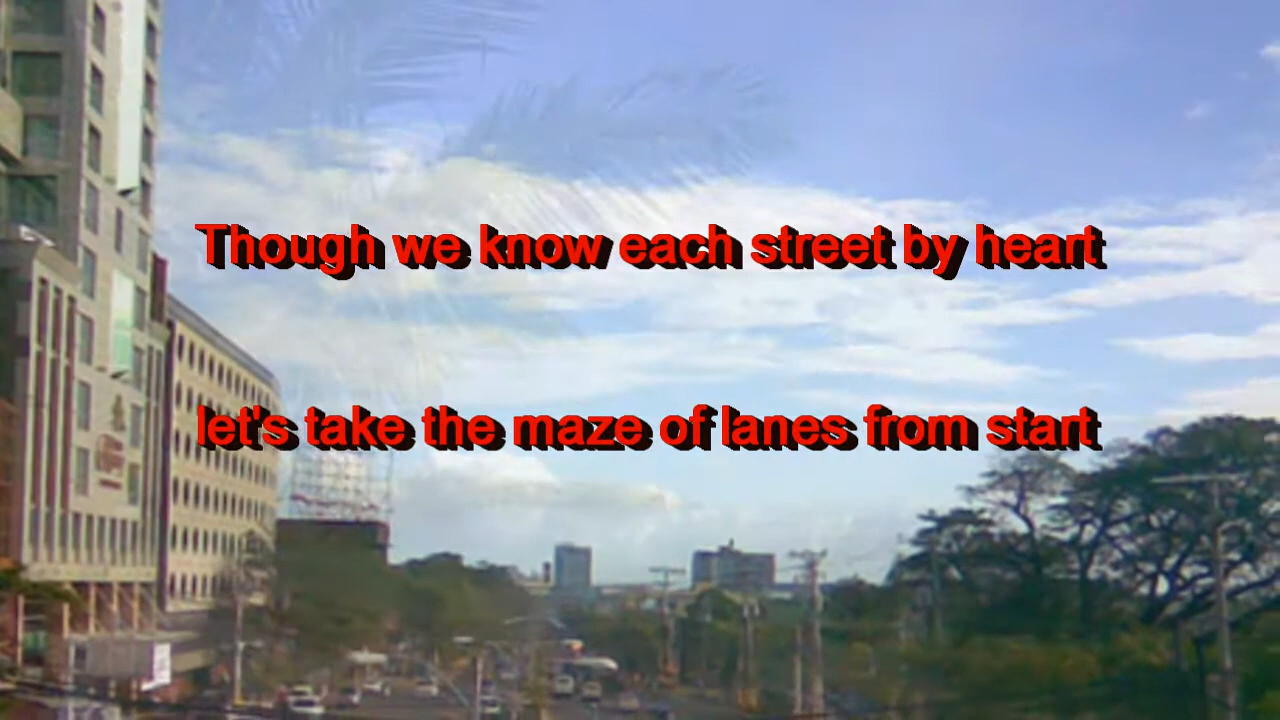 Though we know each street by heart
let's take the maze of lanes from start